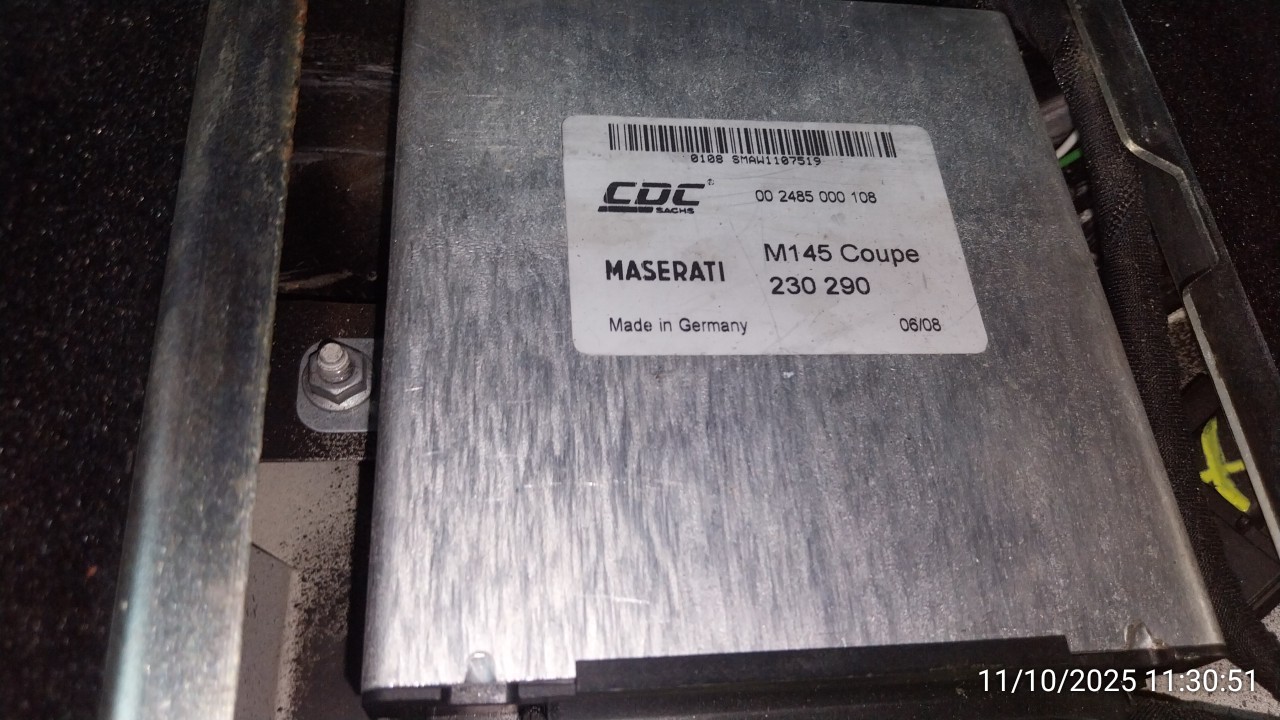 0108 SMAW1107519
CDC®
SACHS
00 2485 000 108
MASERATI
M145 Coupe
230 290
Made in Germany
06/08
11/10/2025 11:30:51